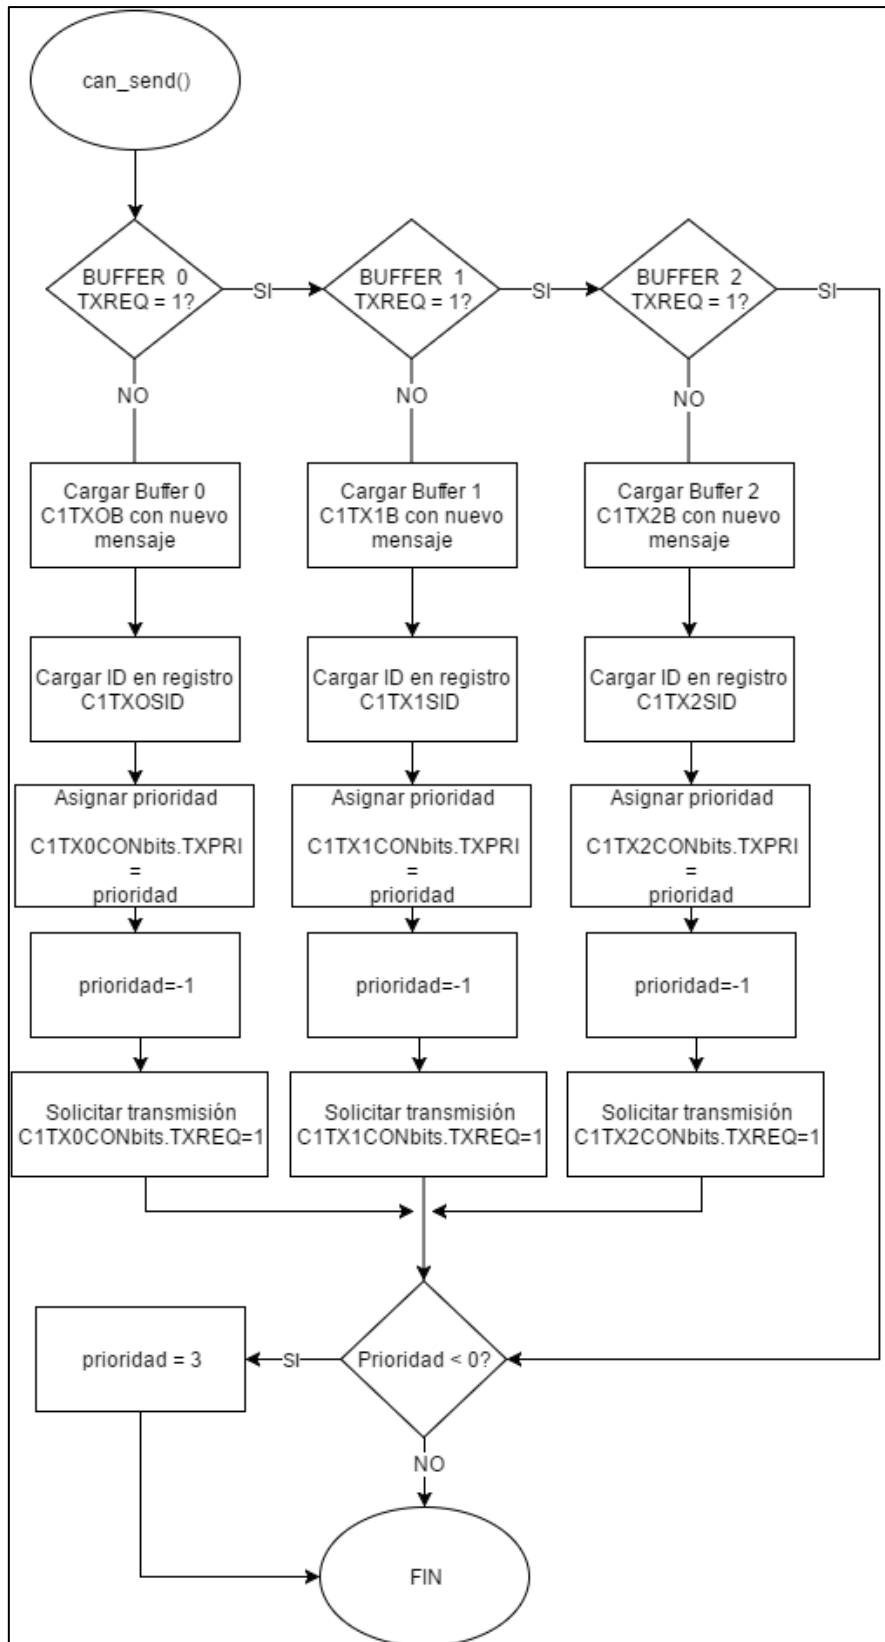 can_send()
BUFFER 0
TXREQ = 1?
SI
BUFFER 1
TXREQ = 1?
SI
BUFFER 2
TXREQ = 1?
SI
NO
NO
NO
Cargar Buffer 0
C1TXOB con nuevo
mensaje
Cargar Buffer 1
C1TX1B con nuevo
mensaje
Cargar Buffer 2
C1TX2B con nuevo
mensaje
Cargar ID en registro
C1TXOSID
Cargar ID en registro
C1TX1SID
Cargar ID en registro
C1TX2SID
Asignar prioridad
C1TX0CONbits.TXPRI
=
prioridad
Asignar prioridad
C1TX1CONbits.TXPRI
=
prioridad
Asignar prioridad
C1TX2CONbits.TXPRI
=
prioridad
prioridad=-1
prioridad=-1
prioridad=-1
Solicitar transmisión
C1TX0CONbits.TXREQ=1
Solicitar transmisión
C1TX1CONbits.TXREQ=1
Solicitar transmisión
C1TX2CONbits.TXREQ=1
prioridad = 3
SI
Prioridad < 0?
NO
FIN